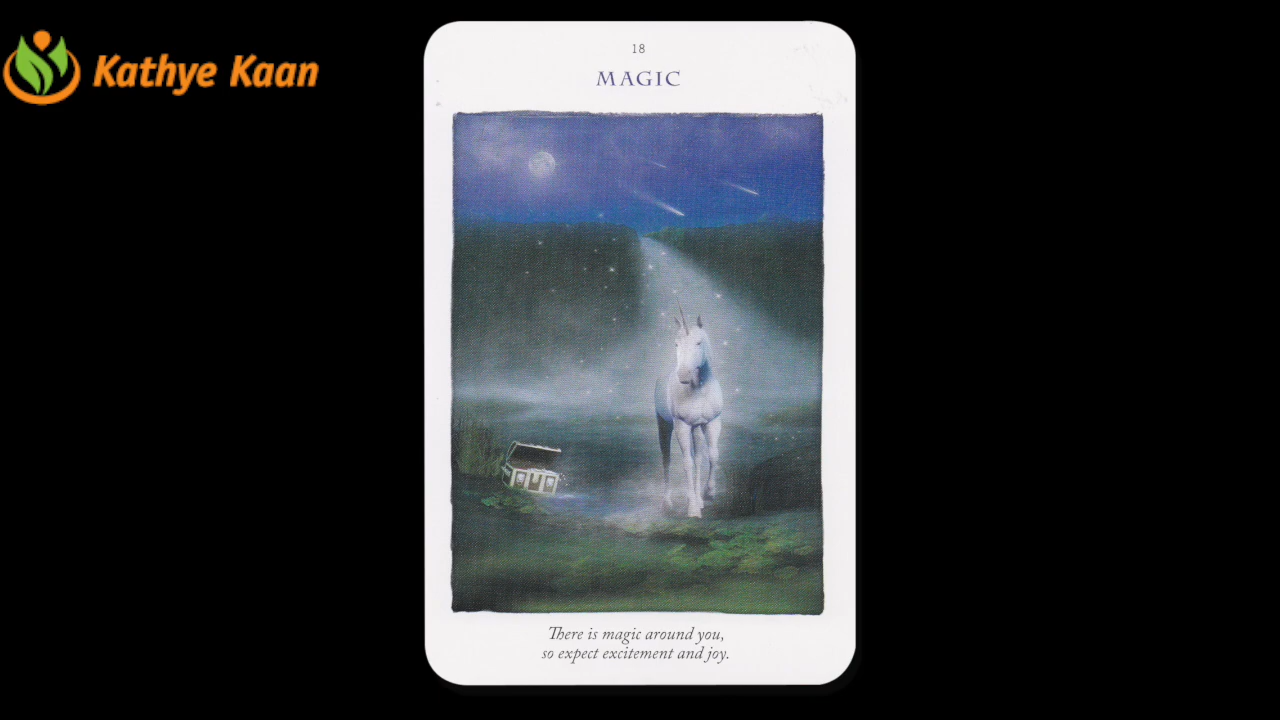 Kathye Kaan
18
MAGIC
There is magic around you,
so expect excitement and joy.